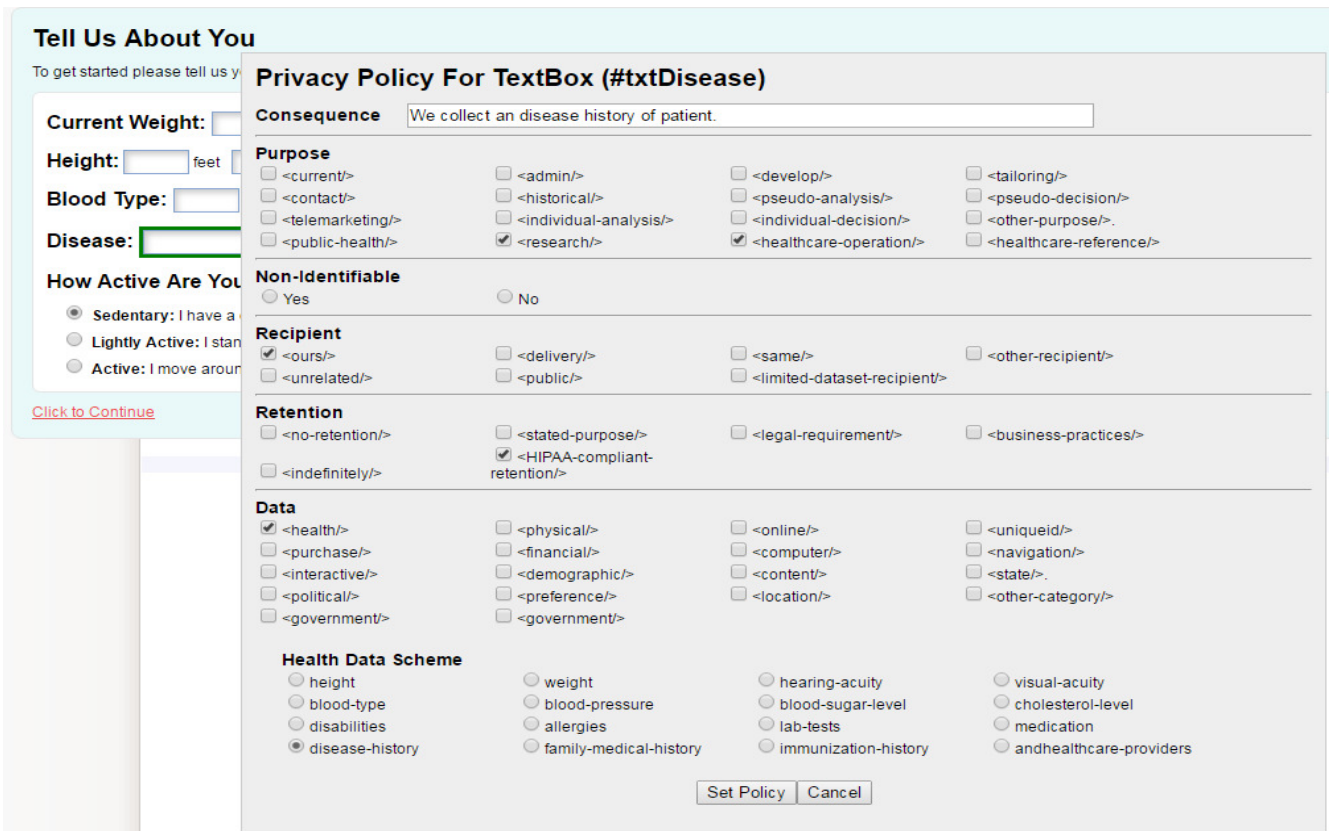 Tell Us About You
To get started please tell us y
Current Weight:
Height: feet
Blood Type:
Disease:
How Active Are You
Sedentary: I have a
Lightly Active: I stan
Active: I move aroun
Click to Continue
Privacy Policy For TextBox (#txtDisease)
Consequence We collect an disease history of patient.
Purpose
<current/> <admin/> <develop/> <tailoring/>
<contact/> <historical/> <pseudo-analysis/> <pseudo-decision/>
<telemarketing/> <individual-analysis/> <individual-decision/> <other-purpose/>.
<public-health/> <research/> <healthcare-operation/> <healthcare-reference/>
Non-Identifiable
Yes No
Recipient
<ours/> <delivery/> <same/> <other-recipient/>
<unrelated/> <public/> <limited-dataset-recipient/>
Retention
<no-retention/> <stated-purpose/> <legal-requirement/> <business-practices/>
<HIPAA-compliant-
<indefinitely/> retention/>
Data
<health/> <physical/> <online/> <uniqueid/>
<purchase/> <financial/> <computer/> <navigation/>
<interactive/> <demographic/> <content/> <state/>.
<political/> <preference/> <location/> <other-category/>
<government/> <government/>
Health Data Scheme
height weight hearing-acuity visual-acuity
blood-type blood-pressure blood-sugar-level cholesterol-level
disabilities allergies lab-tests medication
disease-history family-medical-history immunization-history andhealthcare-providers
Set Policy Cancel